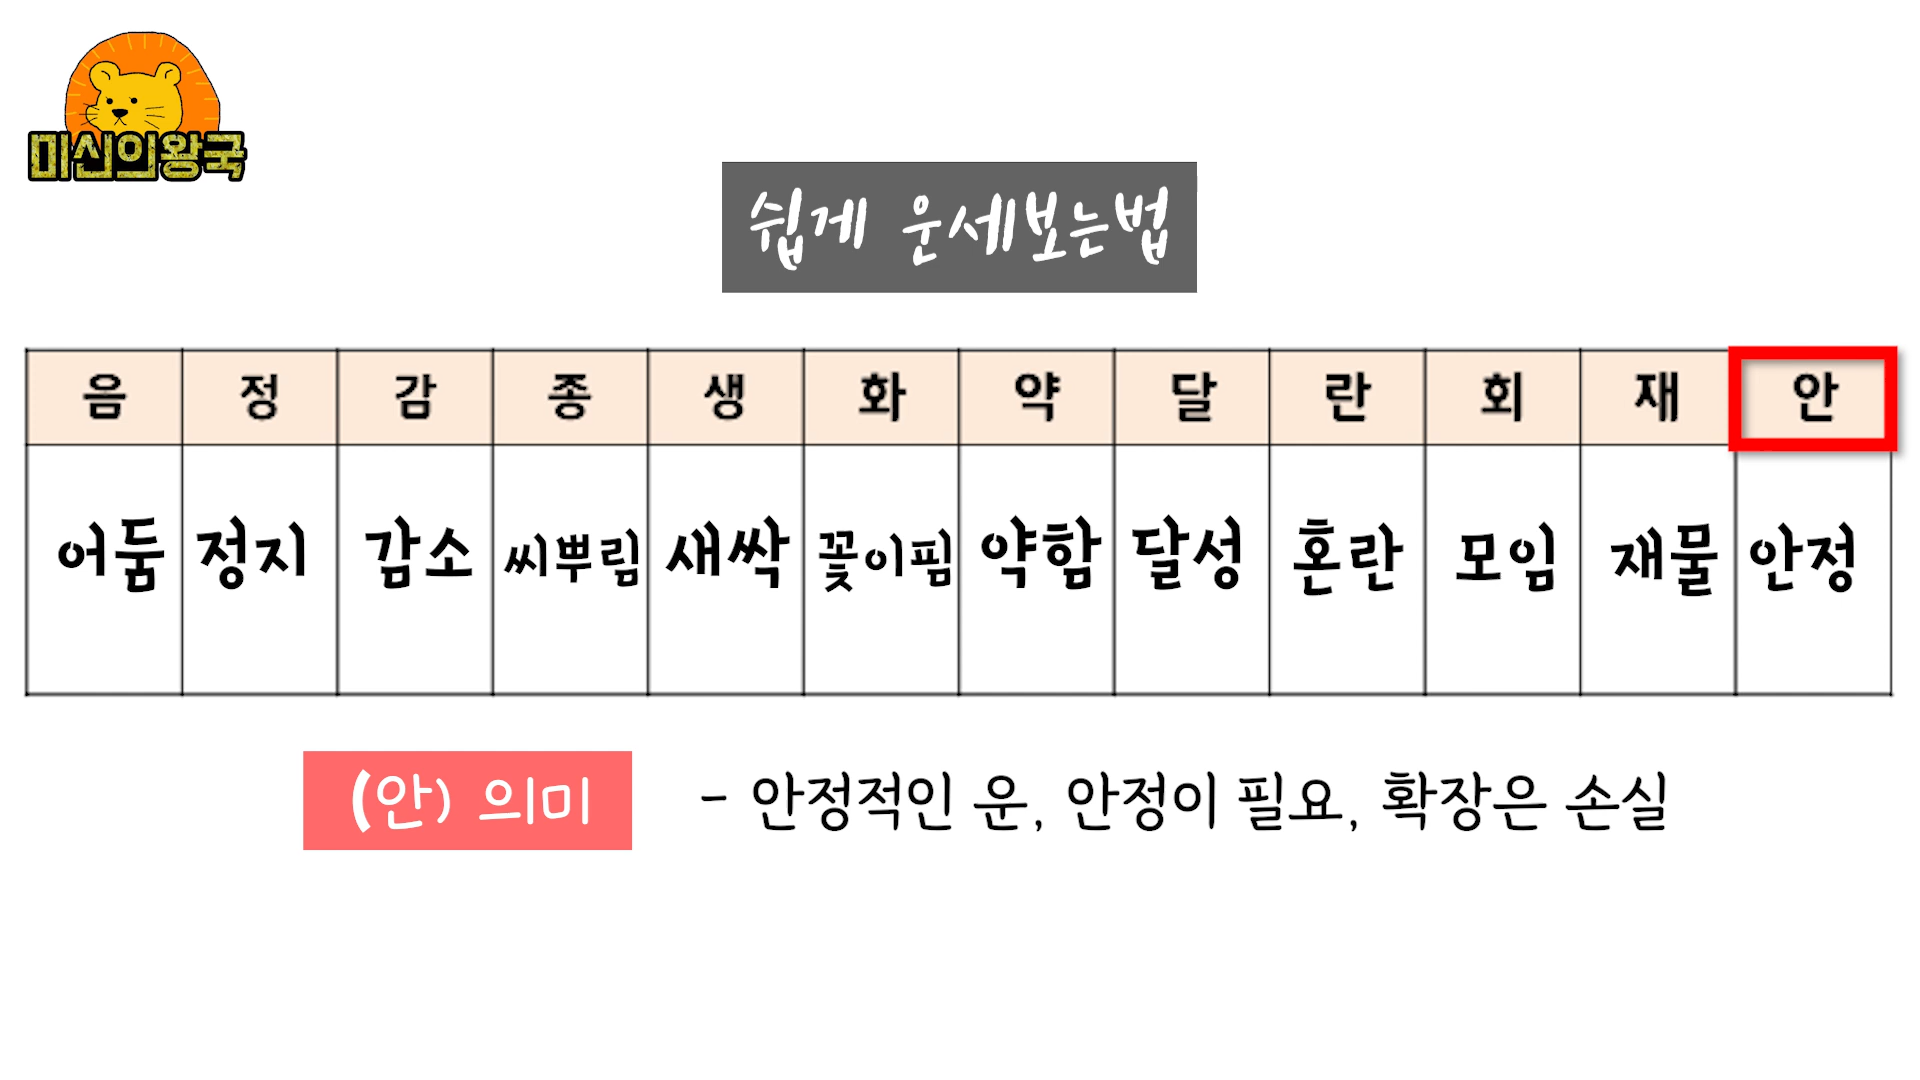 미신의왕국
쉽게 운세보는법
음 정 감 종 생 화 약 달 란 회 재 안
어둠 정지 감소 씨뿌림 새싹 꽃이핌 약함 달성 혼란 모임 재물 안정
(안) 의미 - 안정적인 운, 안정이 필요, 확장은 손실